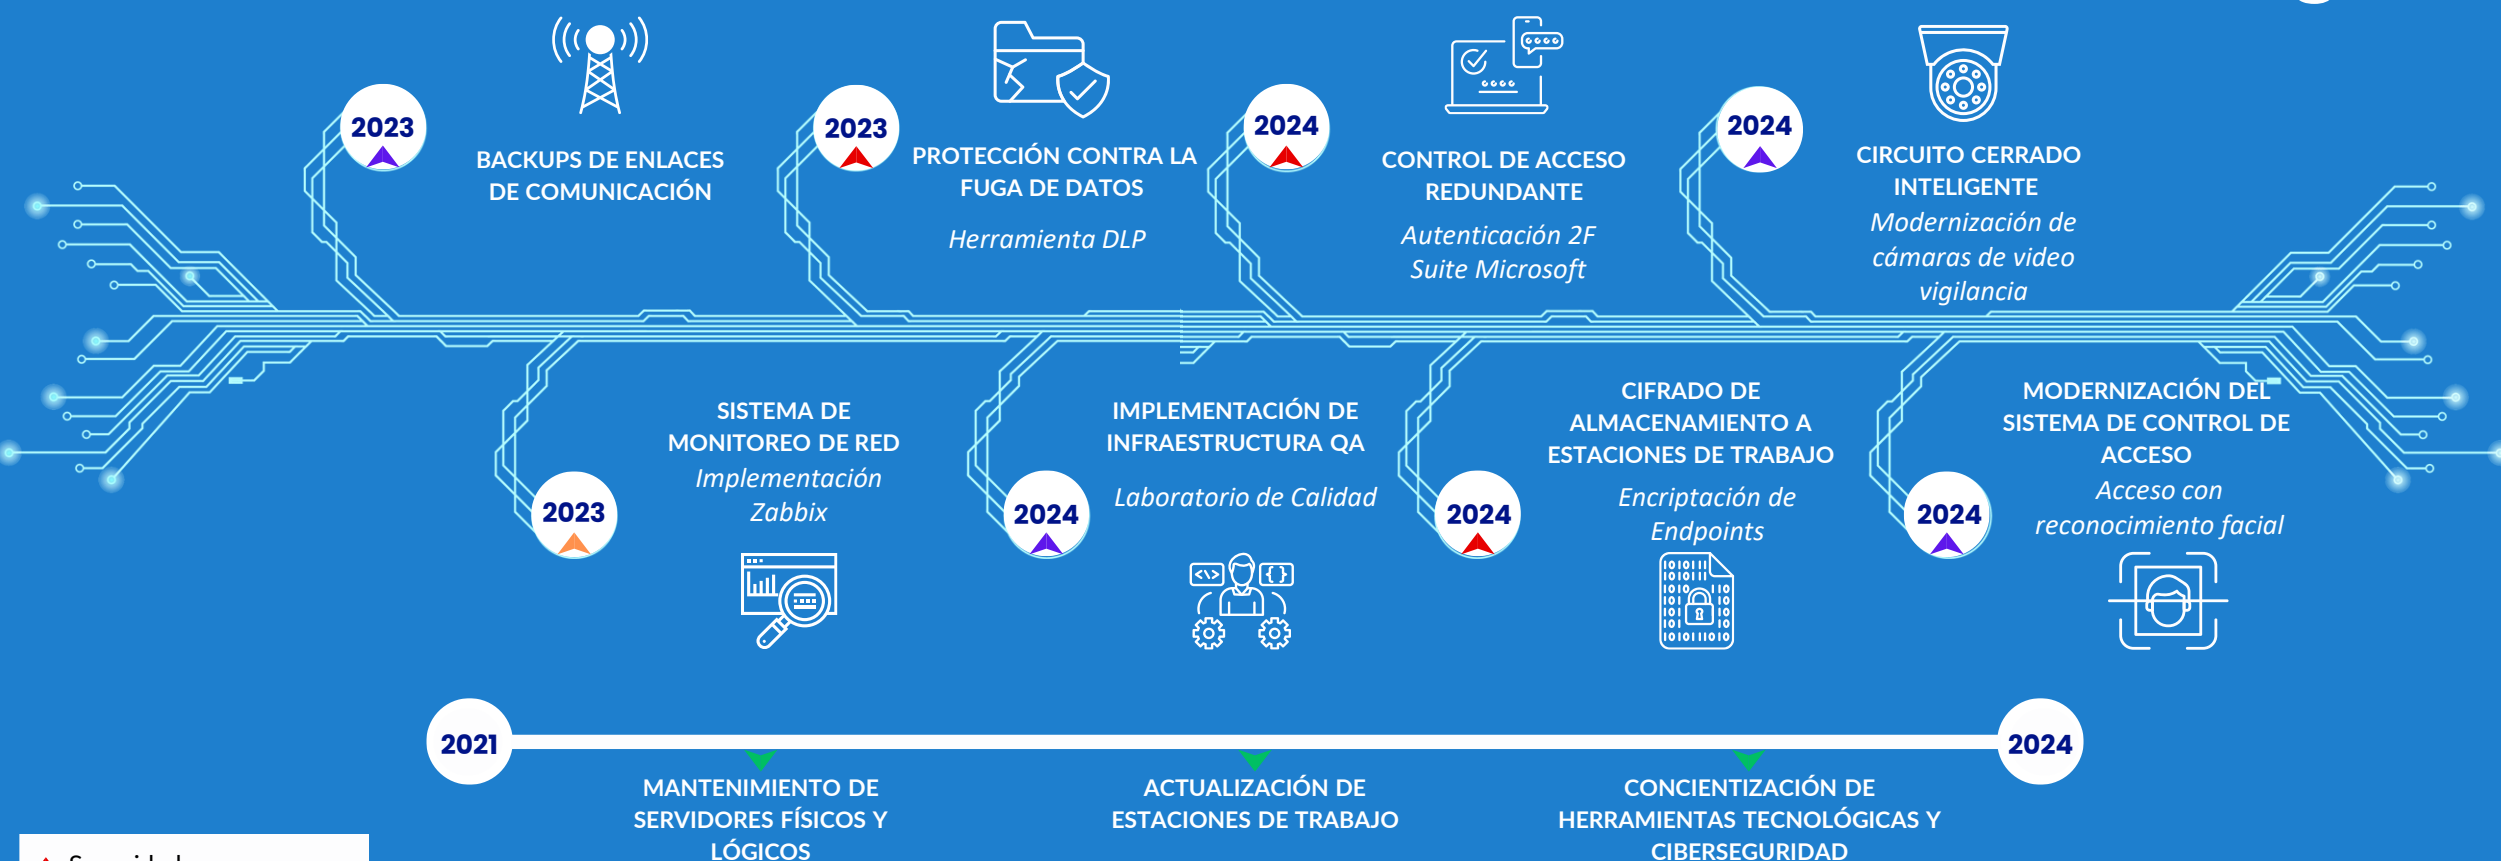 2023
BACKUPS DE ENLACES
DE COMUNICACIÓN
2023
PROTECCIÓN CONTRA LA
FUGA DE DATOS
Herramienta DLP
2024
CONTROL DE ACCESO
REDUNDANTE
Autenticación 2F
Suite Microsoft
2024
CIRCUITO CERRADO
INTELIGENTE
Modernización de
cámaras de video
vigilancia
2023
SISTEMA DE
MONITOREO DE RED
Implementación
Zabbix
2024
IMPLEMENTACIÓN DE
INFRAESTRUCTURA QA
Laboratorio de Calidad
2024
CIFRADO DE
ALMACENAMIENTO A
ESTACIONES DE TRABAJO
Encriptación de
Endpoints
2024
MODERNIZACIÓN DEL
SISTEMA DE CONTROL DE
ACCESO
Acceso con
reconocimiento facial
2021
2024
MANTENIMIENTO DE
SERVIDORES FÍSICOS Y
LÓGICOS
ACTUALIZACIÓN DE
ESTACIONES DE TRABAJO
CONCIENTIZACIÓN DE
HERRAMIENTAS TECNOLÓGICAS Y
CIBERSEGURIDAD